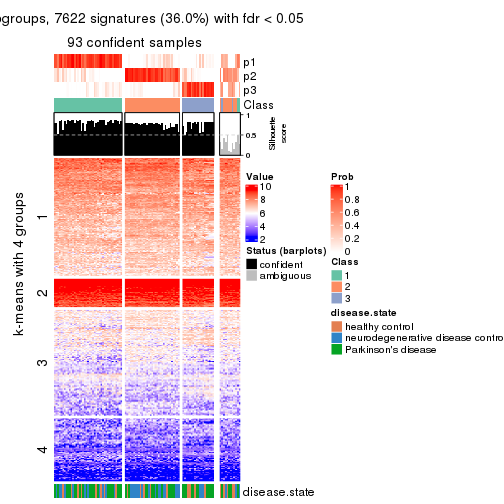 ogroups, 7622 signatures (36.0%) with fdr < 0.05
93 confident samples
p1
p2
p3
Class
1
0.5
0
Silhouette
score
k-means with 4 groups
1
2
3
4
disease.state
Value
10
8
6
4
2
Status (barplots)
confident
ambiguous
Prob
1
0.8
0.6
0.4
0.2
0
Class
1
2
3
disease.state
healthy control
neurodegenerative disease contro
Parkinson's disease